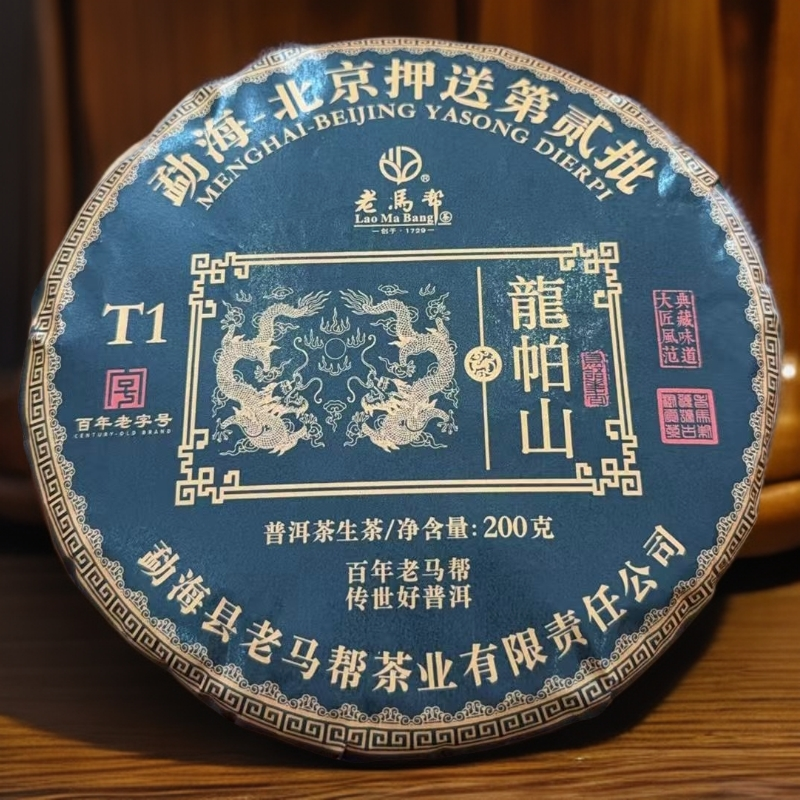 勐海-北京押送第贰批
MENGHAI-BEIJING YASONG DIERPI
®
老馬帮
Lao Ma Bang 茶
—创于·1729—
T1
号
百年老字号
CENTURY-OLD BRAND
龍帕山
典藏味道
大匠風范
普洱茶生茶/净含量:200克
百年老马帮
传世好普洱
勐海县老马帮茶业有限责任公司